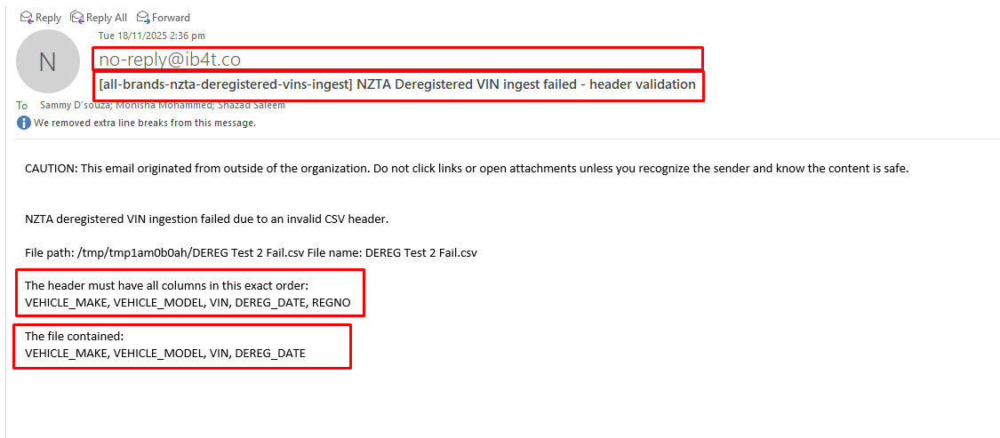 Reply Reply All Forward
Tue 18/11/2025 2:36 pm
N
no-reply@ib4t.co
[all-brands-nzta-deregistered-vins-ingest] NZTA Deregistered VIN ingest failed - header validation
To Sammy D'souza; Monisha Mohammed; Shazad Saleem
We removed extra line breaks from this message.
CAUTION: This email originated from outside of the organization. Do not click links or open attachments unless you recognize the sender and know the content is safe.
NZTA deregistered VIN ingestion failed due to an invalid CSV header.
File path: /tmp/tmp1am0b0ah/DEREG Test 2 Fail.csv File name: DEREG Test 2 Fail.csv
The header must have all columns in this exact order:
VEHICLE_MAKE, VEHICLE_MODEL, VIN, DEREG_DATE, REGNO
The file contained:
VEHICLE_MAKE, VEHICLE_MODEL, VIN, DEREG_DATE